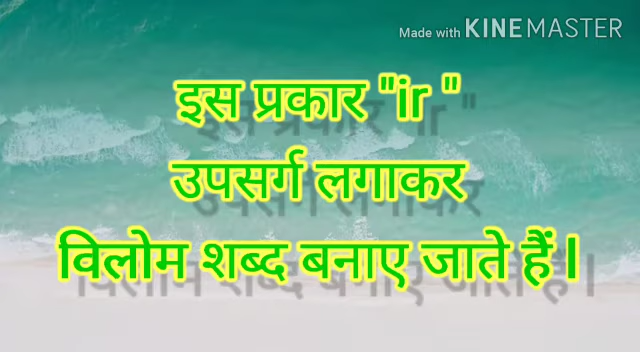 Made with KINEMASTER
इस प्रकार "ir "
उपसर्ग लगाकर
विलोम शब्द बनाए जाते हैं l